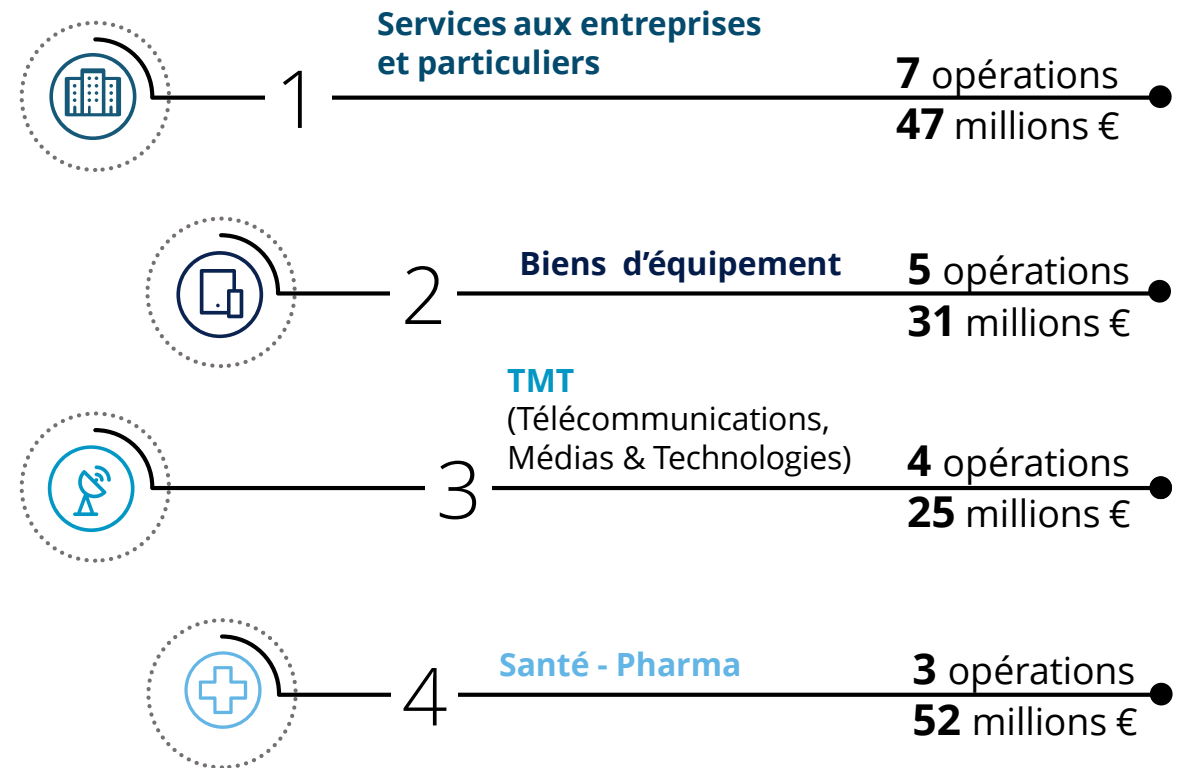 Services aux entreprises
et particuliers
1
7 opérations
47 millions €
Biens d'équipement
2
5 opérations
31 millions €
TMT
(Télécommunications,
Médias & Technologies)
3
4 opérations
25 millions €
Santé - Pharma
4
3 opérations
52 millions €